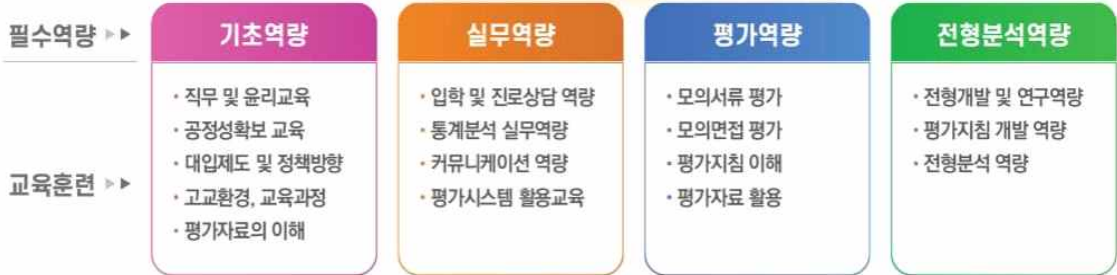 필수역량
기초역량
실무역량
평가역량
전형분석역량
교육훈련
· 직무 및 윤리교육
· 공정성확보 교육
· 대입제도 및 정책방향
· 고교환경, 교육과정
· 평가자료의 이해
· 입학 및 진로상담 역량
· 통계분석 실무역량
· 커뮤니케이션 역량
· 평가시스템 활용교육
· 모의서류 평가
· 모의면접 평가
· 평가지침 이해
· 평가자료 활용
· 전형개발 및 연구역량
· 평가지침 개발 역량
· 전형분석 역량